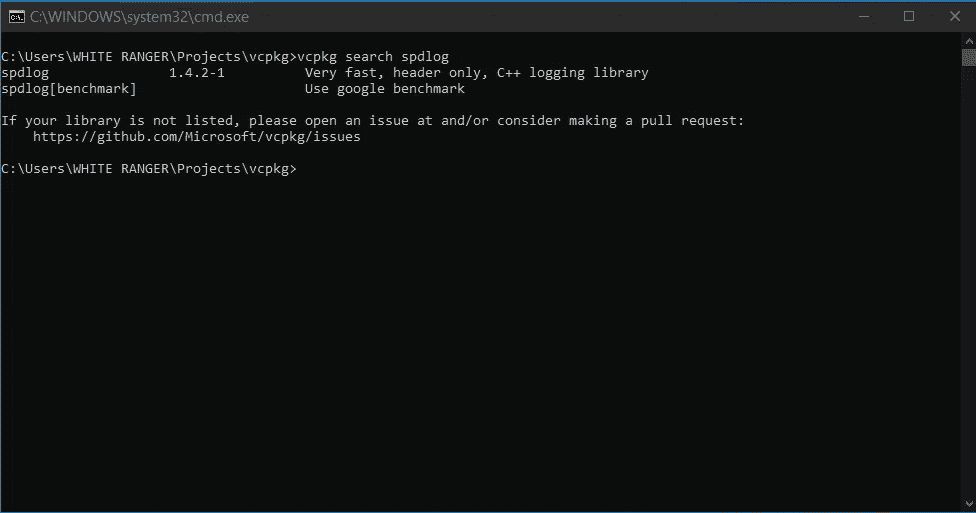 C:\WINDOWS\system32\cmd.exe
C:\Users\WHITE RANGER\Projects\vcpkg>vcpkg search spdlog
spdlog               1.4.2-1          Very fast, header only, C++ logging library
spdlog[benchmark]                     Use google benchmark
If your library is not listed, please open an issue at and/or consider making a pull request:
    https://github.com/Microsoft/vcpkg/issues
C:\Users\WHITE RANGER\Projects\vcpkg>